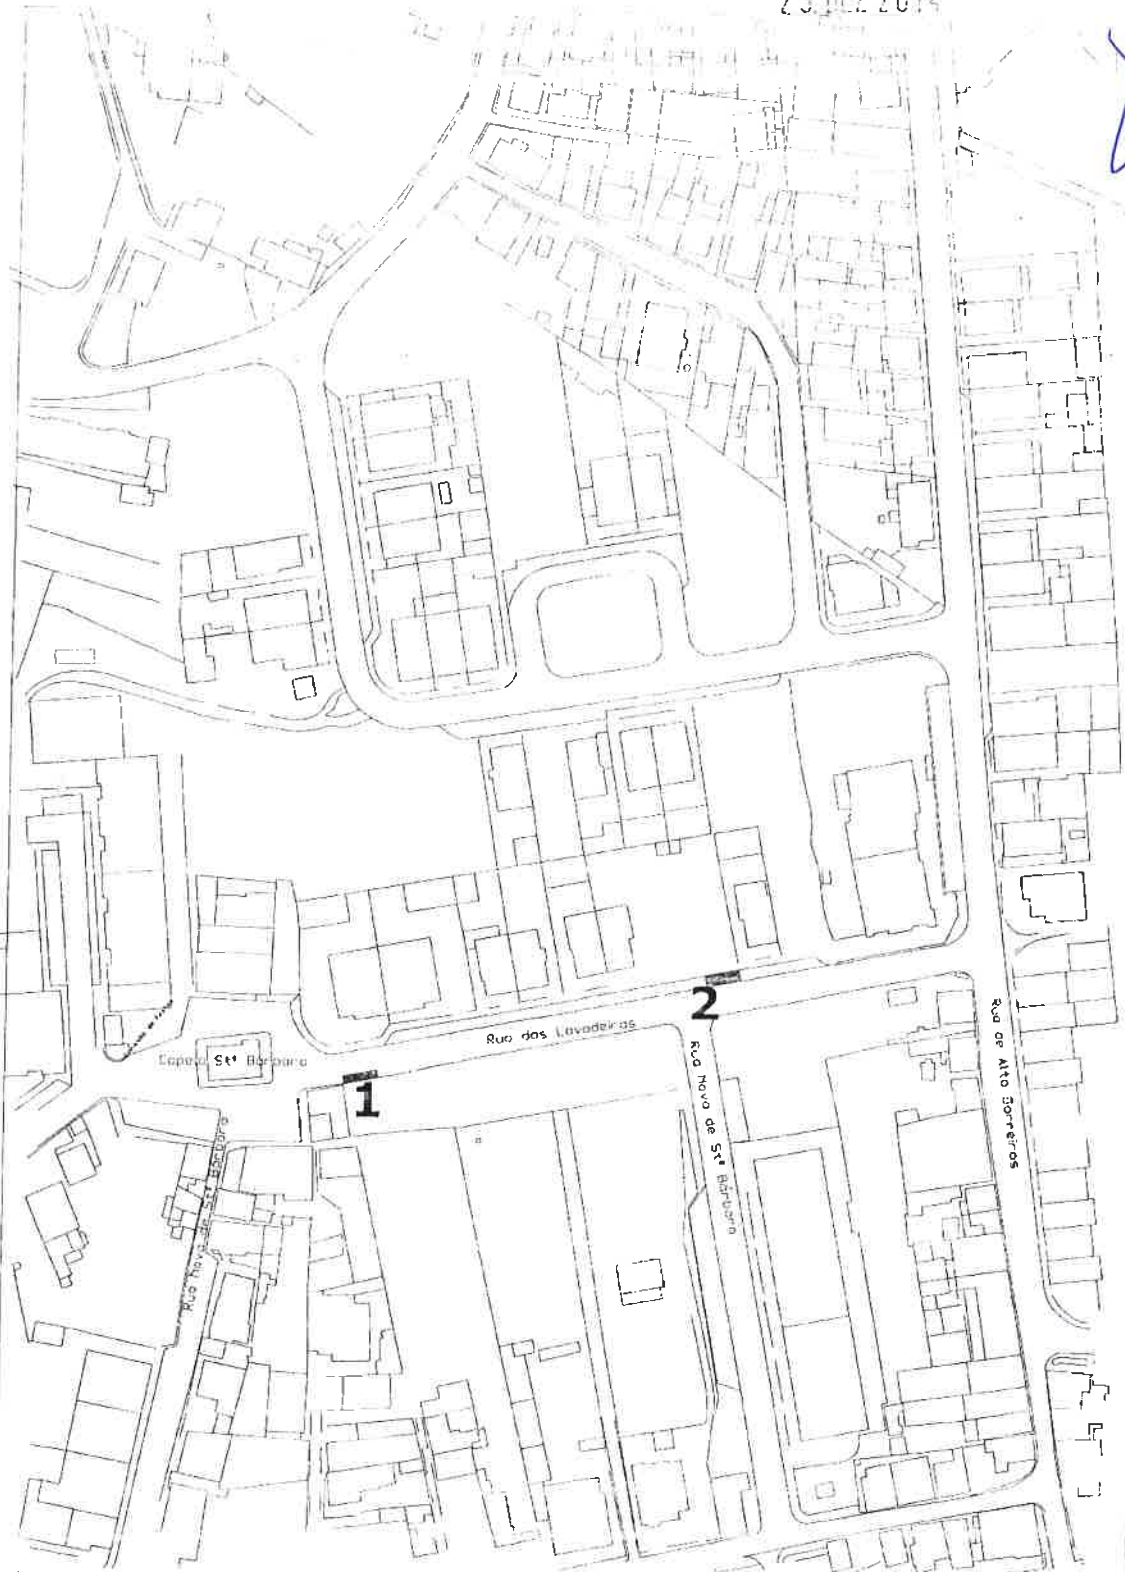 2
Rua das Lavadeiras
Capela Stª Bárbara
1
Rua Nova de Stª Bárbara
Rua de Alto Barreiros
Rua Nova de Stª Bárbara